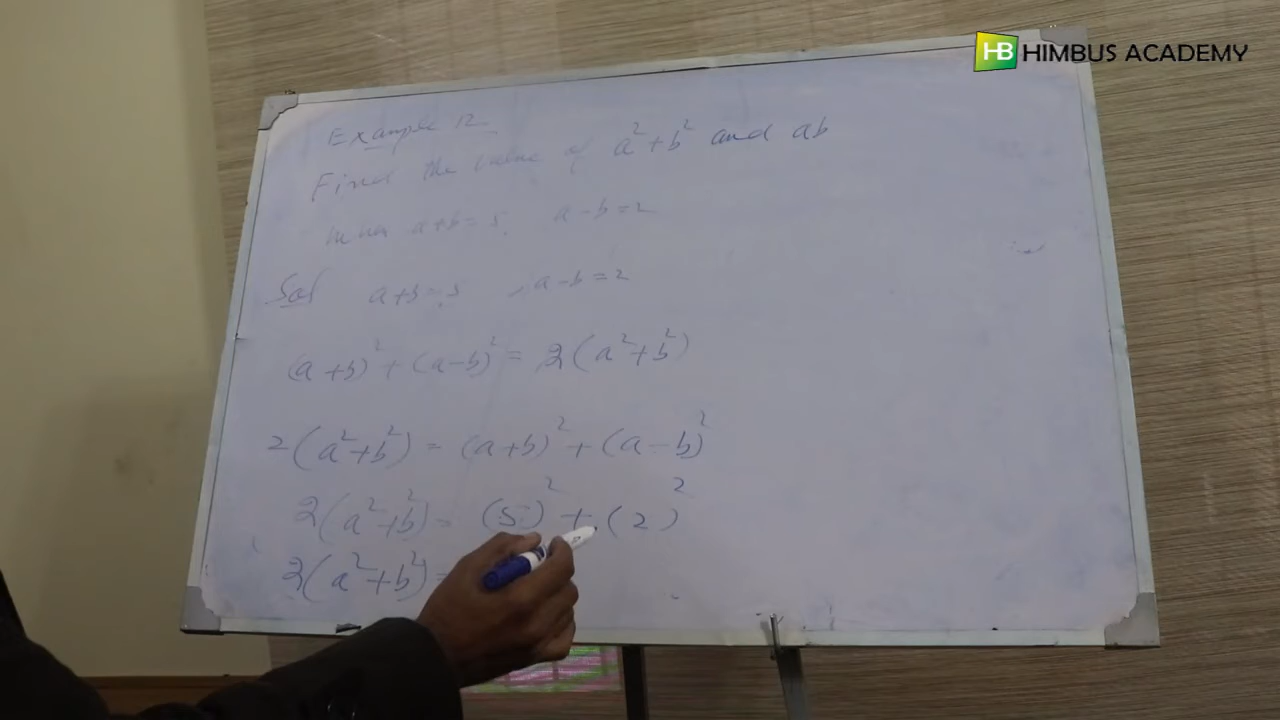 HB HIMBUS ACADEMY
Example 12
Find the value of a²+b² and ab
when a+b=5, a-b=2
Sol a+b=5, a-b=2
(a+b)²+(a-b)²=2(a²+b²)
2(a²+b²)=(a+b)²+(a-b)²
2(a²+b²)=(5)²+(2)²
2(a²+b²)=